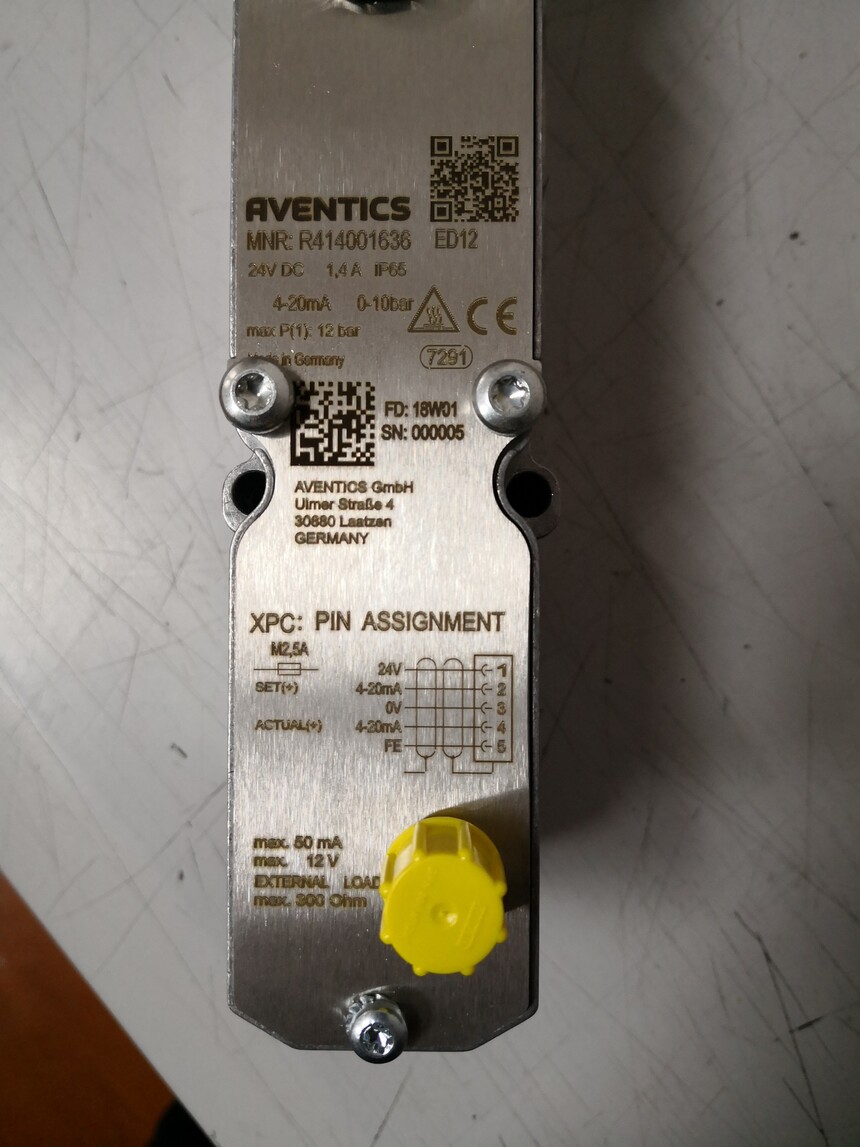 AVENTICS
MNR: R414001636 ED12
24V DC 1,4 A IP65
4-20mA 0-10bar
max P(1): 12 bar
CE
Made in Germany 7291
FD: 18W01
SN: 000005
AVENTICS GmbH
Ulmer Straße 4
30880 Laatzen
GERMANY
XPC: PIN ASSIGNMENT
M2,5A
24V 1
SET(+) 4-20mA 2
0V 3
ACTUAL(+) 4-20mA 4
FE 5
max. 50 mA
max. 12 V
EXTERNAL LOAD
max. 300 Ohm